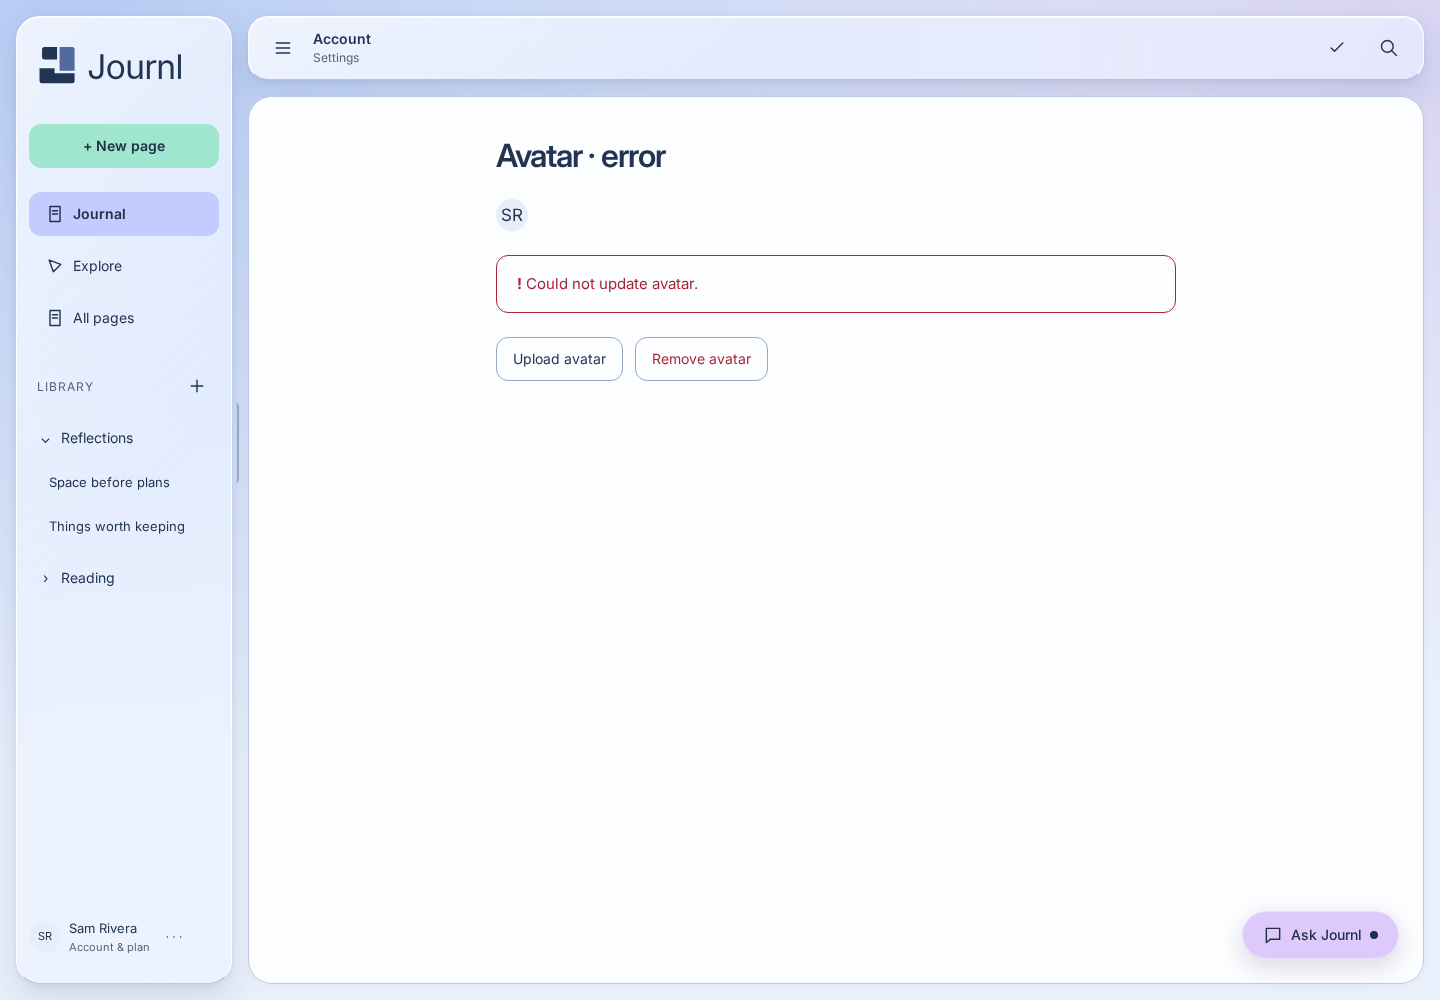 Journl
+ New page
Journal
Explore
All pages
LIBRARY
Reflections
Space before plans
Things worth keeping
Reading
SR
Sam Rivera
Account & plan
Account
Settings
Avatar · error
SR
! Could not update avatar.
Upload avatar
Remove avatar
Ask Journl